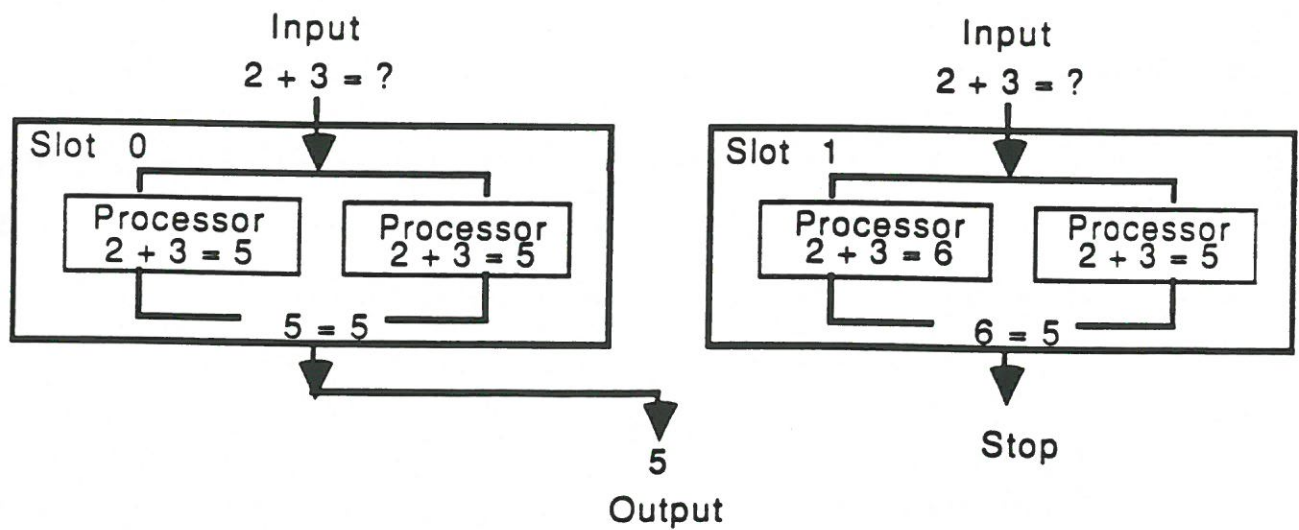 Input
2 + 3 = ?
Slot 0
Processor
2 + 3 = 5
Processor
2 + 3 = 5
5 = 5
5
Output
Input
2 + 3 = ?
Slot 1
Processor
2 + 3 = 6
Processor
2 + 3 = 5
6 = 5
Stop